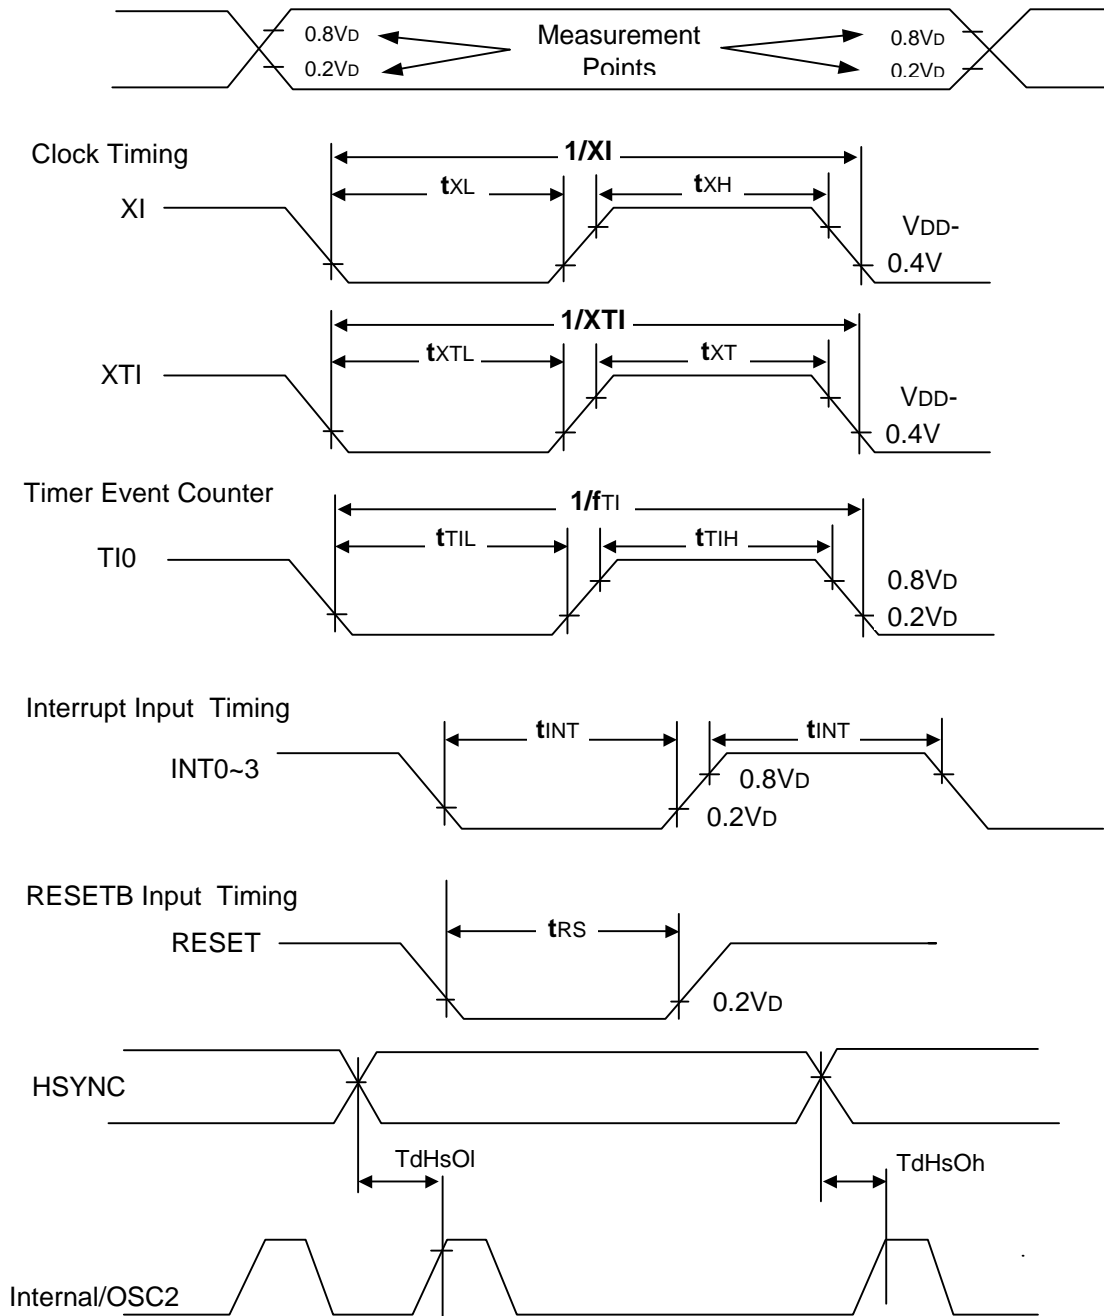 0.8VD Measurement 0.8VD
0.2VD Points 0.2VD
Clock Timing
1/XI
tXL tXH
XI
VDD-
0.4V
1/XTI
tXTL tXT
XTI
VDD-
0.4V
Timer Event Counter
1/fTI
tTIL tTIH
TI0
0.8VD
0.2VD
Interrupt Input Timing
tINT tINT
INT0~3
0.8VD
0.2VD
RESETB Input Timing
tRS
RESET
0.2VD
HSYNC
TdHsOl TdHsOh
Internal/OSC2